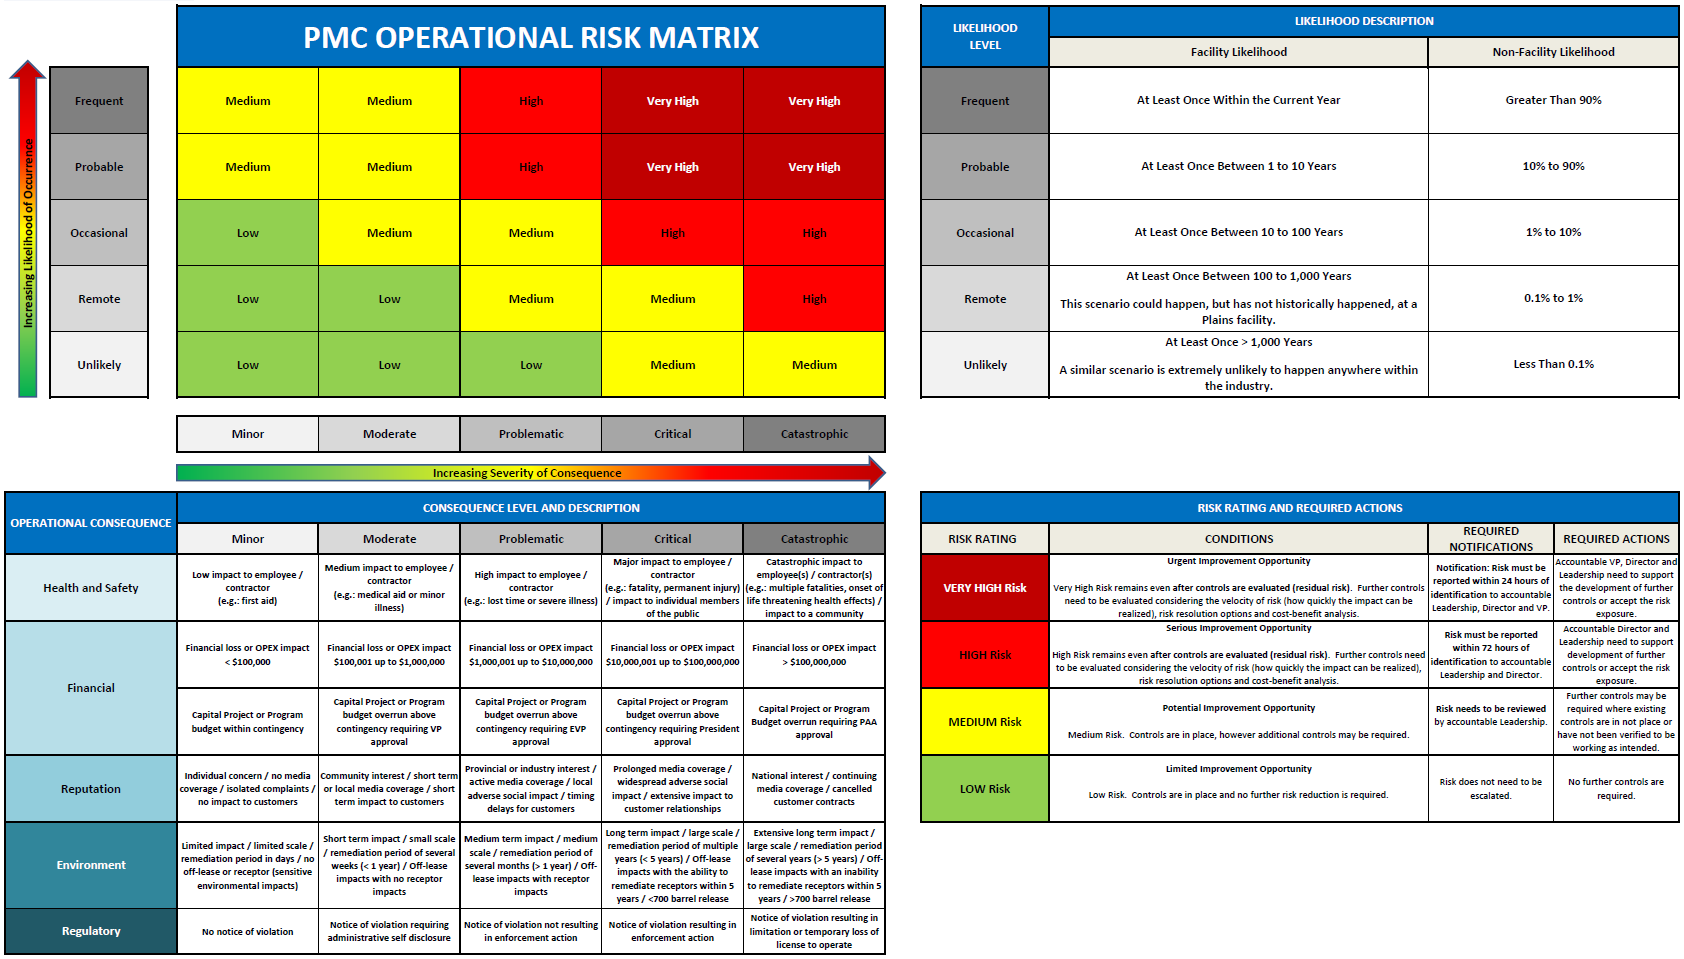 PMC OPERATIONAL RISK MATRIX
Increasing Likelihood of Occurrence
Frequent
Medium
Medium
High
Very High
Very High
Probable
Medium
Medium
High
Very High
Very High
Occasional
Low
Medium
Medium
High
High
Remote
Low
Low
Medium
Medium
High
Unlikely
Low
Low
Low
Medium
Medium
Minor
Moderate
Problematic
Critical
Catastrophic
Increasing Severity of Consequence
LIKELIHOOD
LEVEL
LIKELIHOOD DESCRIPTION
Facility Likelihood
Non-Facility Likelihood
Frequent
At Least Once Within the Current Year
Greater Than 90%
Probable
At Least Once Between 1 to 10 Years
10% to 90%
Occasional
At Least Once Between 10 to 100 Years
1% to 10%
Remote
At Least Once Between 100 to 1,000 Years
This scenario could happen, but has not historically happened, at a
Plains facility.
0.1% to 1%
Unlikely
At Least Once > 1,000 Years
A similar scenario is extremely unlikely to happen anywhere within
the industry.
Less Than 0.1%
OPERATIONAL CONSEQUENCE
CONSEQUENCE LEVEL AND DESCRIPTION
Minor
Moderate
Problematic
Critical
Catastrophic
Health and Safety
Low impact to employee /
contractor
(e.g.: first aid)
Medium impact to employee /
contractor
(e.g.: medical aid or minor
illness)
High impact to employee /
contractor
(e.g.: lost time or severe illness)
Major impact to employee /
contractor
(e.g.: fatality, permanent injury)
/ impact to individual members
of the public
Catastrophic impact to
employee(s) / contractor(s)
(e.g.: multiple fatalities, onset of
life threatening health effects) /
impact to a community
Financial
Financial loss or OPEX impact
< $100,000
Financial loss or OPEX impact
$100,001 up to $1,000,000
Financial loss or OPEX impact
$1,000,001 up to $10,000,000
Financial loss or OPEX impact
$10,000,001 up to $100,000,000
Financial loss or OPEX impact
> $100,000,000
Capital Project or Program
budget within contingency
Capital Project or Program
budget overrun above
contingency requiring VP
approval
Capital Project or Program
budget overrun above
contingency requiring EVP
approval
Capital Project or Program
budget overrun above
contingency requiring President
approval
Capital Project or Program
Budget overrun requiring PAA
approval
Reputation
Individual concern / no media
coverage / isolated complaints /
no impact to customers
Community interest / short term
or local media coverage / short
term impact to customers
Provincial or industry interest /
active media coverage / local
adverse social impact / timing
delays for customers
Prolonged media coverage /
widespread adverse social
impact / extensive impact to
customer relationships
National interest / continuing
media coverage / cancelled
customer contracts
Environment
Limited impact / limited scale /
remediation period in days / no
off-lease or receptor (sensitive
environmental impacts)
Short term impact / small scale
/ remediation period of several
weeks (< 1 year) / Off-lease
impacts with no receptor
impacts
Medium term impact / medium
scale / remediation period of
several months (> 1 year) / Off-
lease impacts with receptor
impacts
Long term impact / large scale /
remediation period of multiple
years (< 5 years) / Off-lease
impacts with the ability to
remediate receptors within 5
years / <700 barrel release
Extensive long term impact /
large scale / remediation period
of several years (> 5 years) / Off-
lease impacts with an inability
to remediate receptors within 5
years / >700 barrel release
Regulatory
No notice of violation
Notice of violation requiring
administrative self disclosure
Notice of violation not resulting
in enforcement action
Notice of violation resulting in
enforcement action
Notice of violation resulting in
limitation or temporary loss of
license to operate
RISK RATING AND REQUIRED ACTIONS
RISK RATING
CONDITIONS
REQUIRED
NOTIFICATIONS
REQUIRED ACTIONS
VERY HIGH Risk
Urgent Improvement Opportunity
Very High Risk remains even after controls are evaluated (residual risk). Further controls
need to be evaluated considering the velocity of risk (how quickly the impact can be
realized), risk resolution options and cost-benefit analysis.
Notification: Risk must be
reported within 24 hours of
identification to accountable
Leadership, Director and VP.
Accountable VP, Director and
Leadership need to support
the development of further
controls or accept the risk
exposure.
HIGH Risk
Serious Improvement Opportunity
High Risk remains even after controls are evaluated (residual risk). Further controls need
to be evaluated considering the velocity of risk (how quickly the impact can be realized),
risk resolution options and cost-benefit analysis.
Risk must be reported
within 72 hours of
identification to accountable
Leadership and Director.
Accountable Director and
Leadership need to support
development of further
controls or accept the risk
exposure.
MEDIUM Risk
Potential Improvement Opportunity
Medium Risk. Controls are in place, however additional controls may be required.
Risk needs to be reviewed
by accountable Leadership.
Further controls may be
required where existing
controls are in not place or
have not been verified to be
working as intended.
LOW Risk
Limited Improvement Opportunity
Low Risk. Controls are in place and no further risk reduction is required.
Risk does not need to be
escalated.
No further controls are
required.